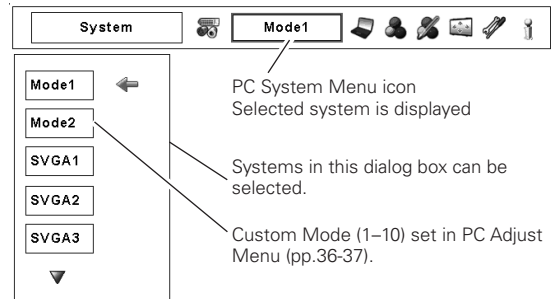 System
Mode1
Mode1
Mode2
SVGA1
SVGA2
SVGA3
PC System Menu icon
Selected system is displayed
Systems in this dialog box can be
selected.
Custom Mode (1–10) set in PC Adjust
Menu (pp.36-37).